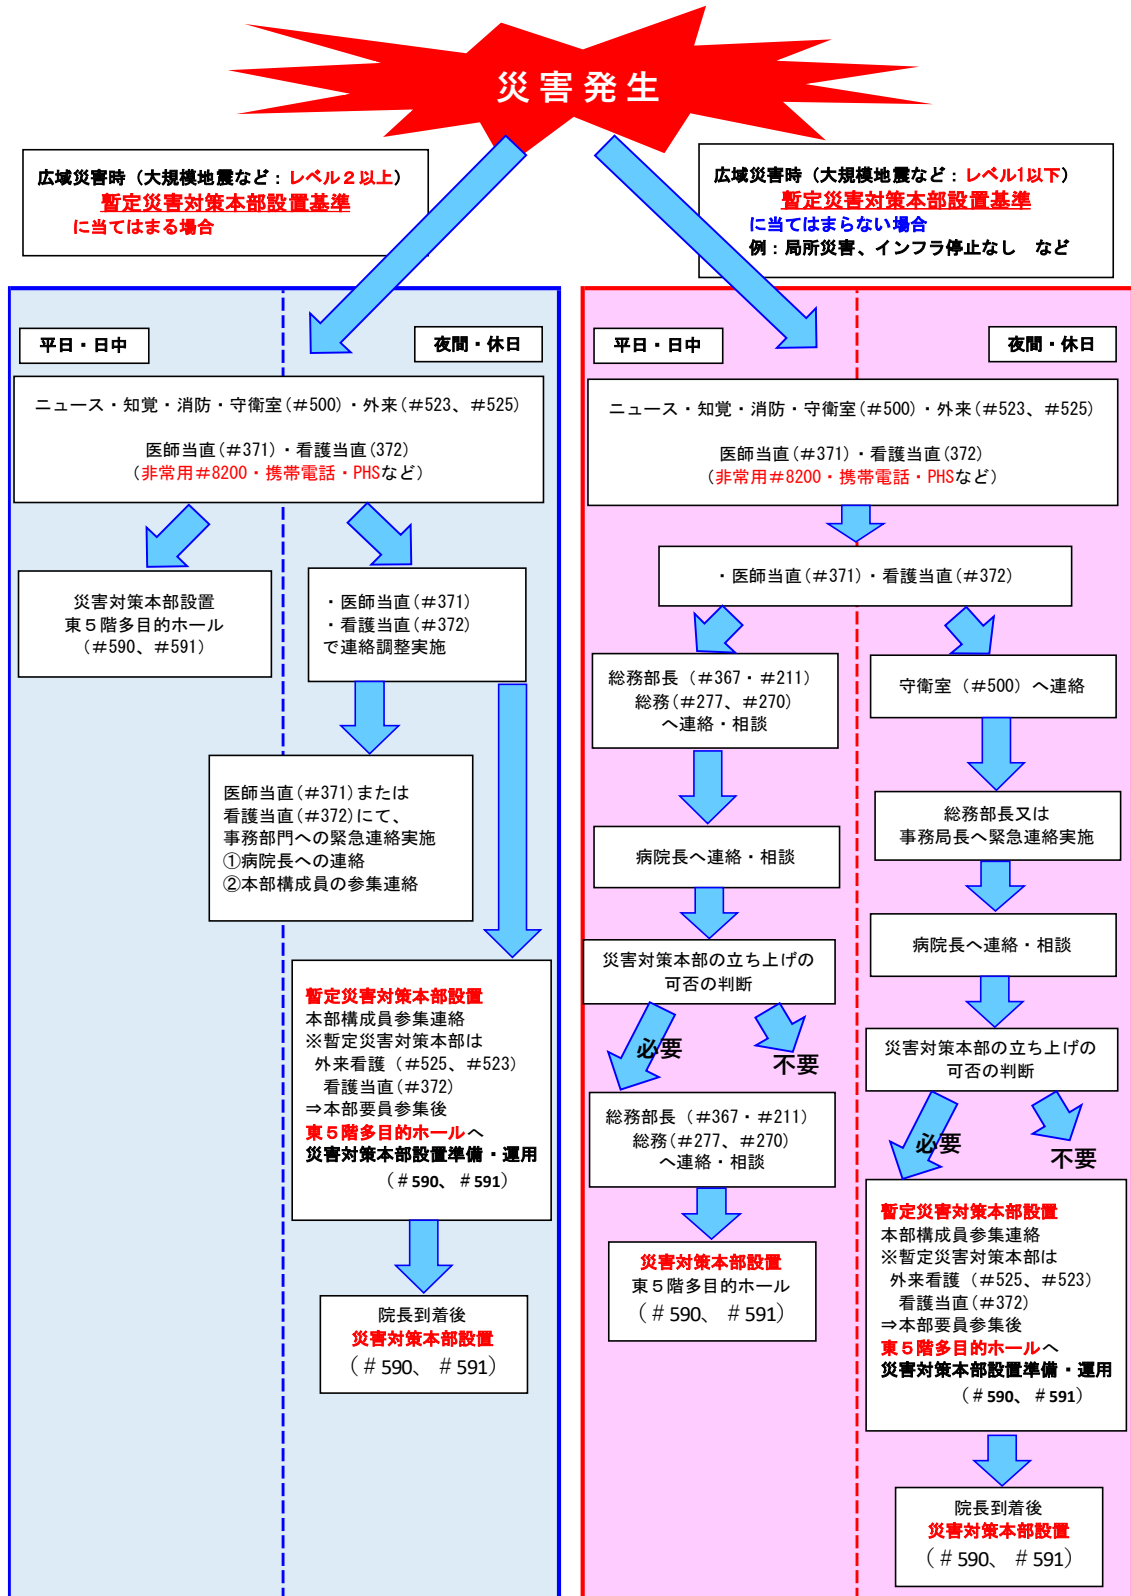 災害発生
広域災害時（大規模地震など：レベル２以上）
暫定災害対策本部設置基準
に当てはまる場合
広域災害時（大規模地震など：レベル1以下）
暫定災害対策本部設置基準
に当てはまらない場合
例：局所災害、インフラ停止なし　など
平日・日中
夜間・休日
ニュース・知覚・消防・守衛室(＃500)・外来(＃523、＃525)
医師当直(＃371)・看護当直(372)
（非常用＃8200・携帯電話・PHSなど）
災害対策本部設置
東５階多目的ホール
(＃590、＃591)
・医師当直(＃371)
・看護当直(＃372)
で連絡調整実施
医師当直(＃371)または
看護当直(＃372)にて、
事務部門への緊急連絡実施
①病院長への連絡
②本部構成員の参集連絡
暫定災害対策本部設置
本部構成員参集連絡
※暫定災害対策本部は
外来看護（＃525、＃523）
看護当直(＃372)
⇒本部要員参集後
東５階多目的ホールへ
災害対策本部設置準備・運用
（＃590、＃591）
院長到着後
災害対策本部設置
（＃590、＃591）
平日・日中
夜間・休日
ニュース・知覚・消防・守衛室(＃500)・外来(＃523、＃525)
医師当直(＃371)・看護当直(372)
（非常用＃8200・携帯電話・PHSなど）
・医師当直(＃371)・看護当直(＃372)
総務部長（＃367・＃211）
総務(＃277、＃270)
へ連絡・相談
病院長へ連絡・相談
災害対策本部の立ち上げの
可否の判断
必要
不要
総務部長（＃367・＃211）
総務(＃277、＃270)
へ連絡・相談
災害対策本部設置
東５階多目的ホール
（＃590、＃591）
守衛室（＃500）へ連絡
総務部長又は
事務局長へ緊急連絡実施
病院長へ連絡・相談
災害対策本部の立ち上げの
可否の判断
必要
不要
暫定災害対策本部設置
本部構成員参集連絡
※暫定災害対策本部は
外来看護（＃525、＃523）
看護当直(＃372)
⇒本部要員参集後
東５階多目的ホールへ
災害対策本部設置準備・運用
（＃590、＃591）
院長到着後
災害対策本部設置
（＃590、＃591）